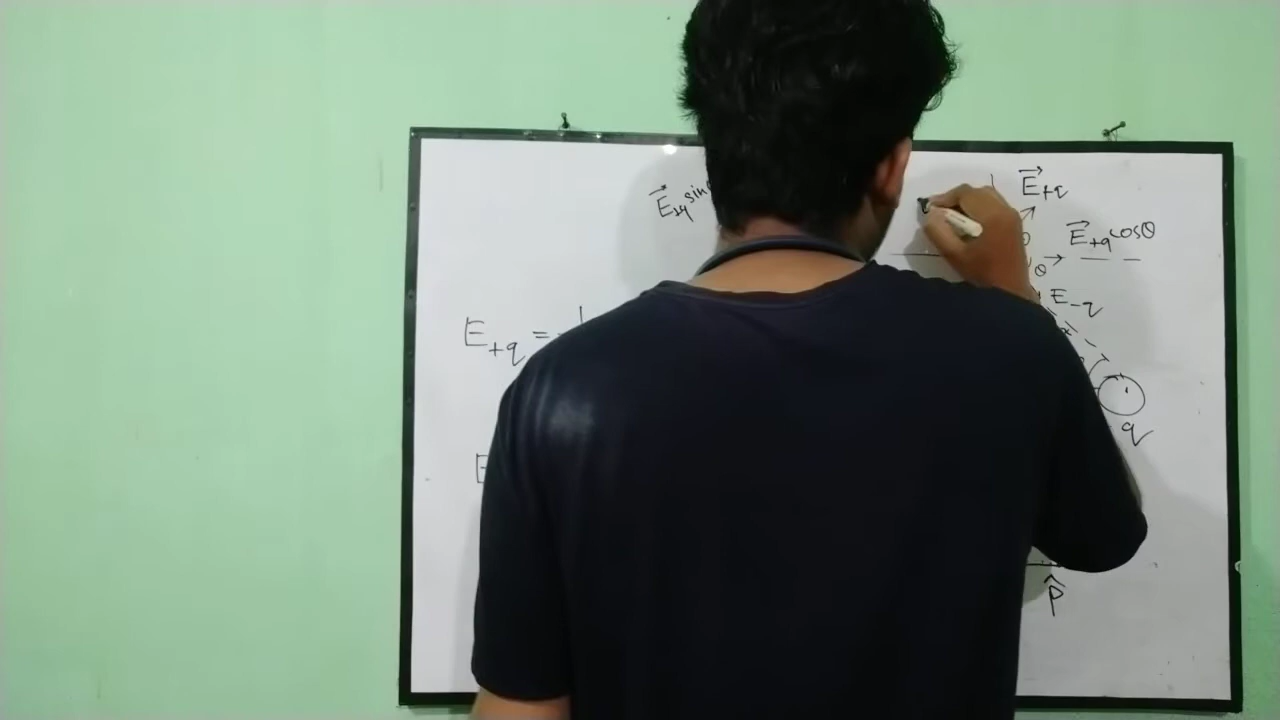 E⃗+q sin
E⃗+q
E⃗+q cosθ
θ
E-q
E+q =
q
E
P̂